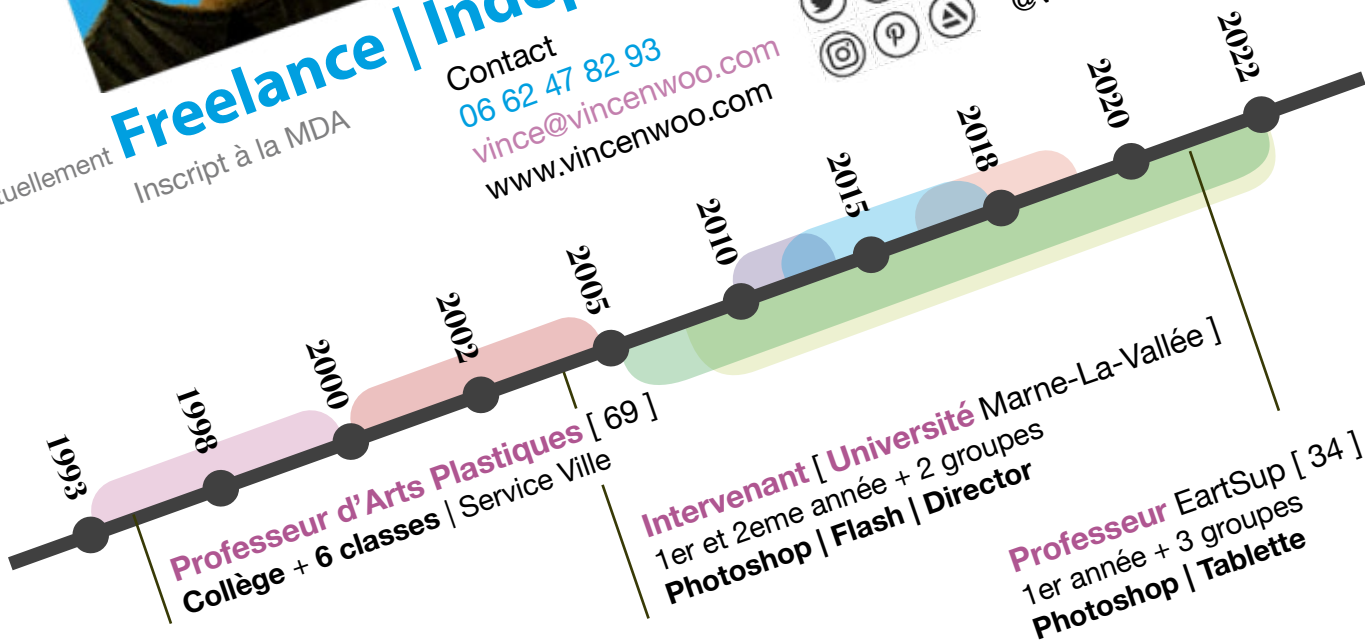 Freelance |
Inscript à la MDA
Contact
06 62 47 82 93
vince@vincenwoo.com
www.vincenwoo.com
1993
1998
2000
2002
2005
2010
2015
2018
2020
2022
Professeur d’Arts Plastiques [ 69 ]
Collège + 6 classes | Service Ville
Intervenant [ Université Marne-La-Vallée ]
1er et 2eme année + 2 groupes
Photoshop | Flash | Director
Professeur EartSup [ 34 ]
1er année + 3 groupes
Photoshop | Tablette